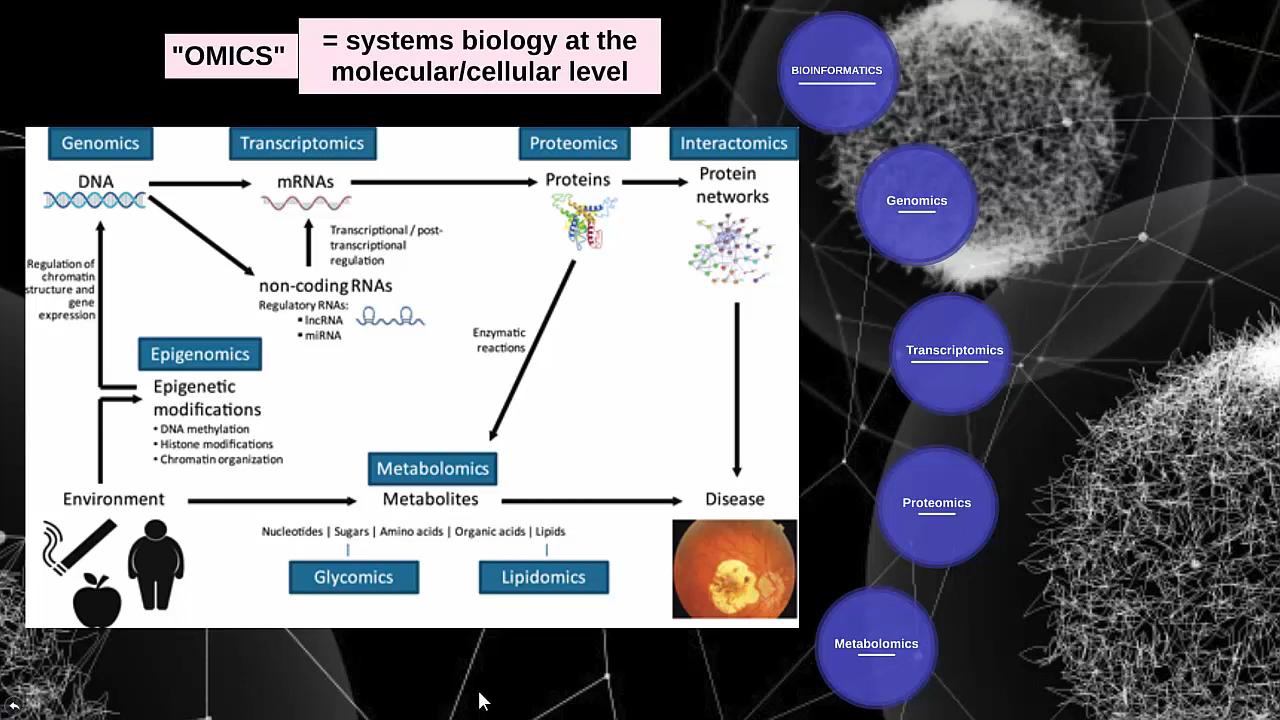 "OMICS"
= systems biology at the
molecular/cellular level
Genomics
Transcriptomics
Proteomics
Interactomics
DNA
mRNAs
Proteins
Protein
networks
Transcriptional / post-
transcriptional
regulation
Regulation of
chromatin
structure and
gene
expression
non-coding RNAs
Regulatory RNAs:
• lncRNA
• miRNA
Enzymatic
reactions
Epigenomics
Epigenetic
modifications
• DNA methylation
• Histone modifications
• Chromatin organization
Metabolomics
Environment
Metabolites
Disease
Nucleotides | Sugars | Amino acids | Organic acids | Lipids
Glycomics
Lipidomics
BIOINFORMATICS
Genomics
Transcriptomics
Proteomics
Metabolomics